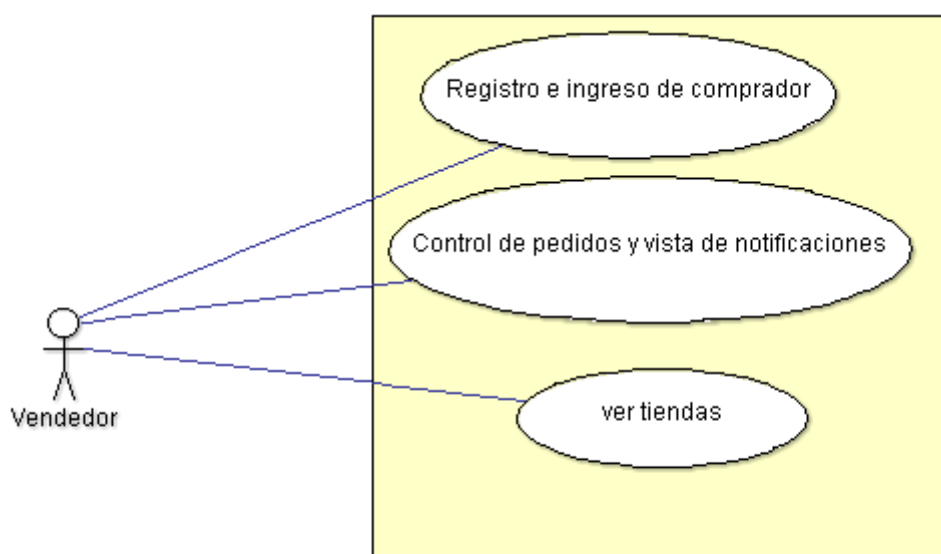 Registro e ingreso de comprador
Control de pedidos y vista de notificaciones
Vendedor
ver tiendas